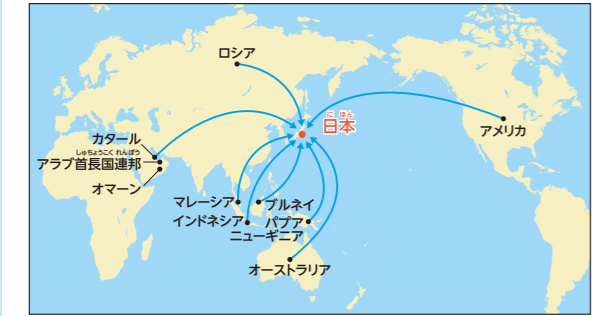 ロシア
にほん
日本
アメリカ
カタール
しゅちょうこくれんぽう
アラブ首長国連邦
オマーン
マレーシア
ブルネイ
インドネシア
パプア
ニューギニア
オーストラリア